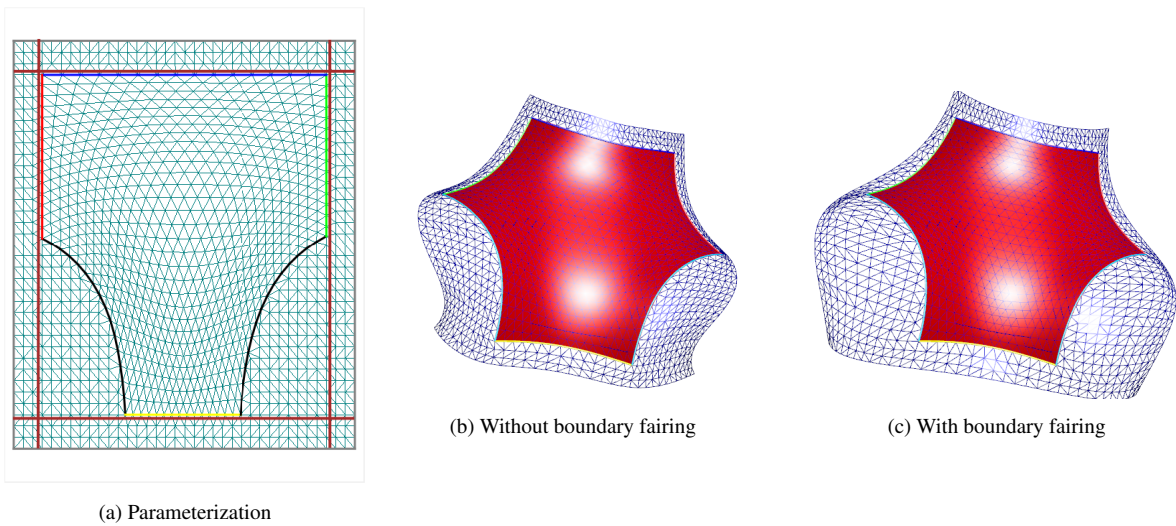 (b) Without boundary fairing
(c) With boundary fairing
(a) Parameterization